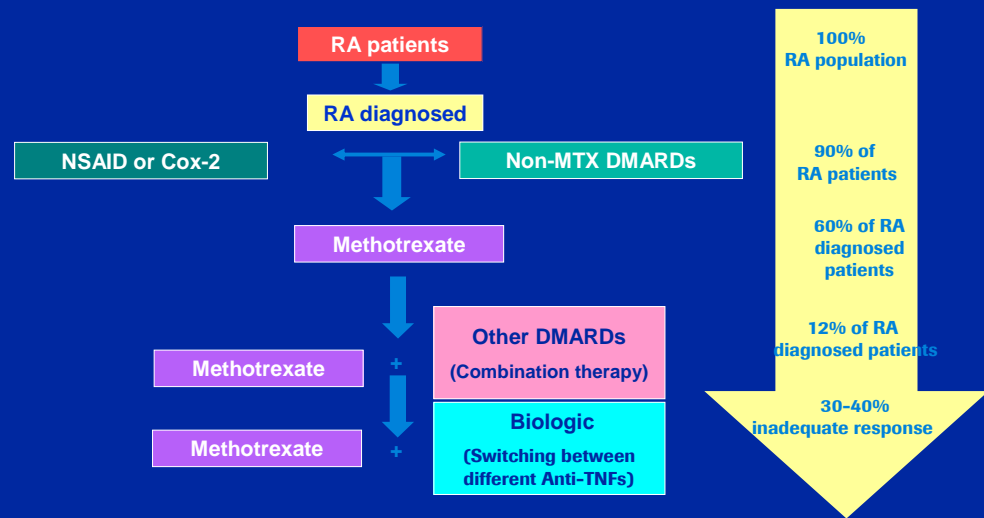 RA patients
100%
RA population
RA diagnosed
NSAID or Cox-2
Non-MTX DMARDs
90% of
RA patients
Methotrexate
60% of RA
diagnosed
patients
Methotrexate
+
Other DMARDs
(Combination therapy)
12% of RA
diagnosed patients
Methotrexate
+
Biologic
(Switching between
different Anti-TNFs)
30-40%
inadequate response